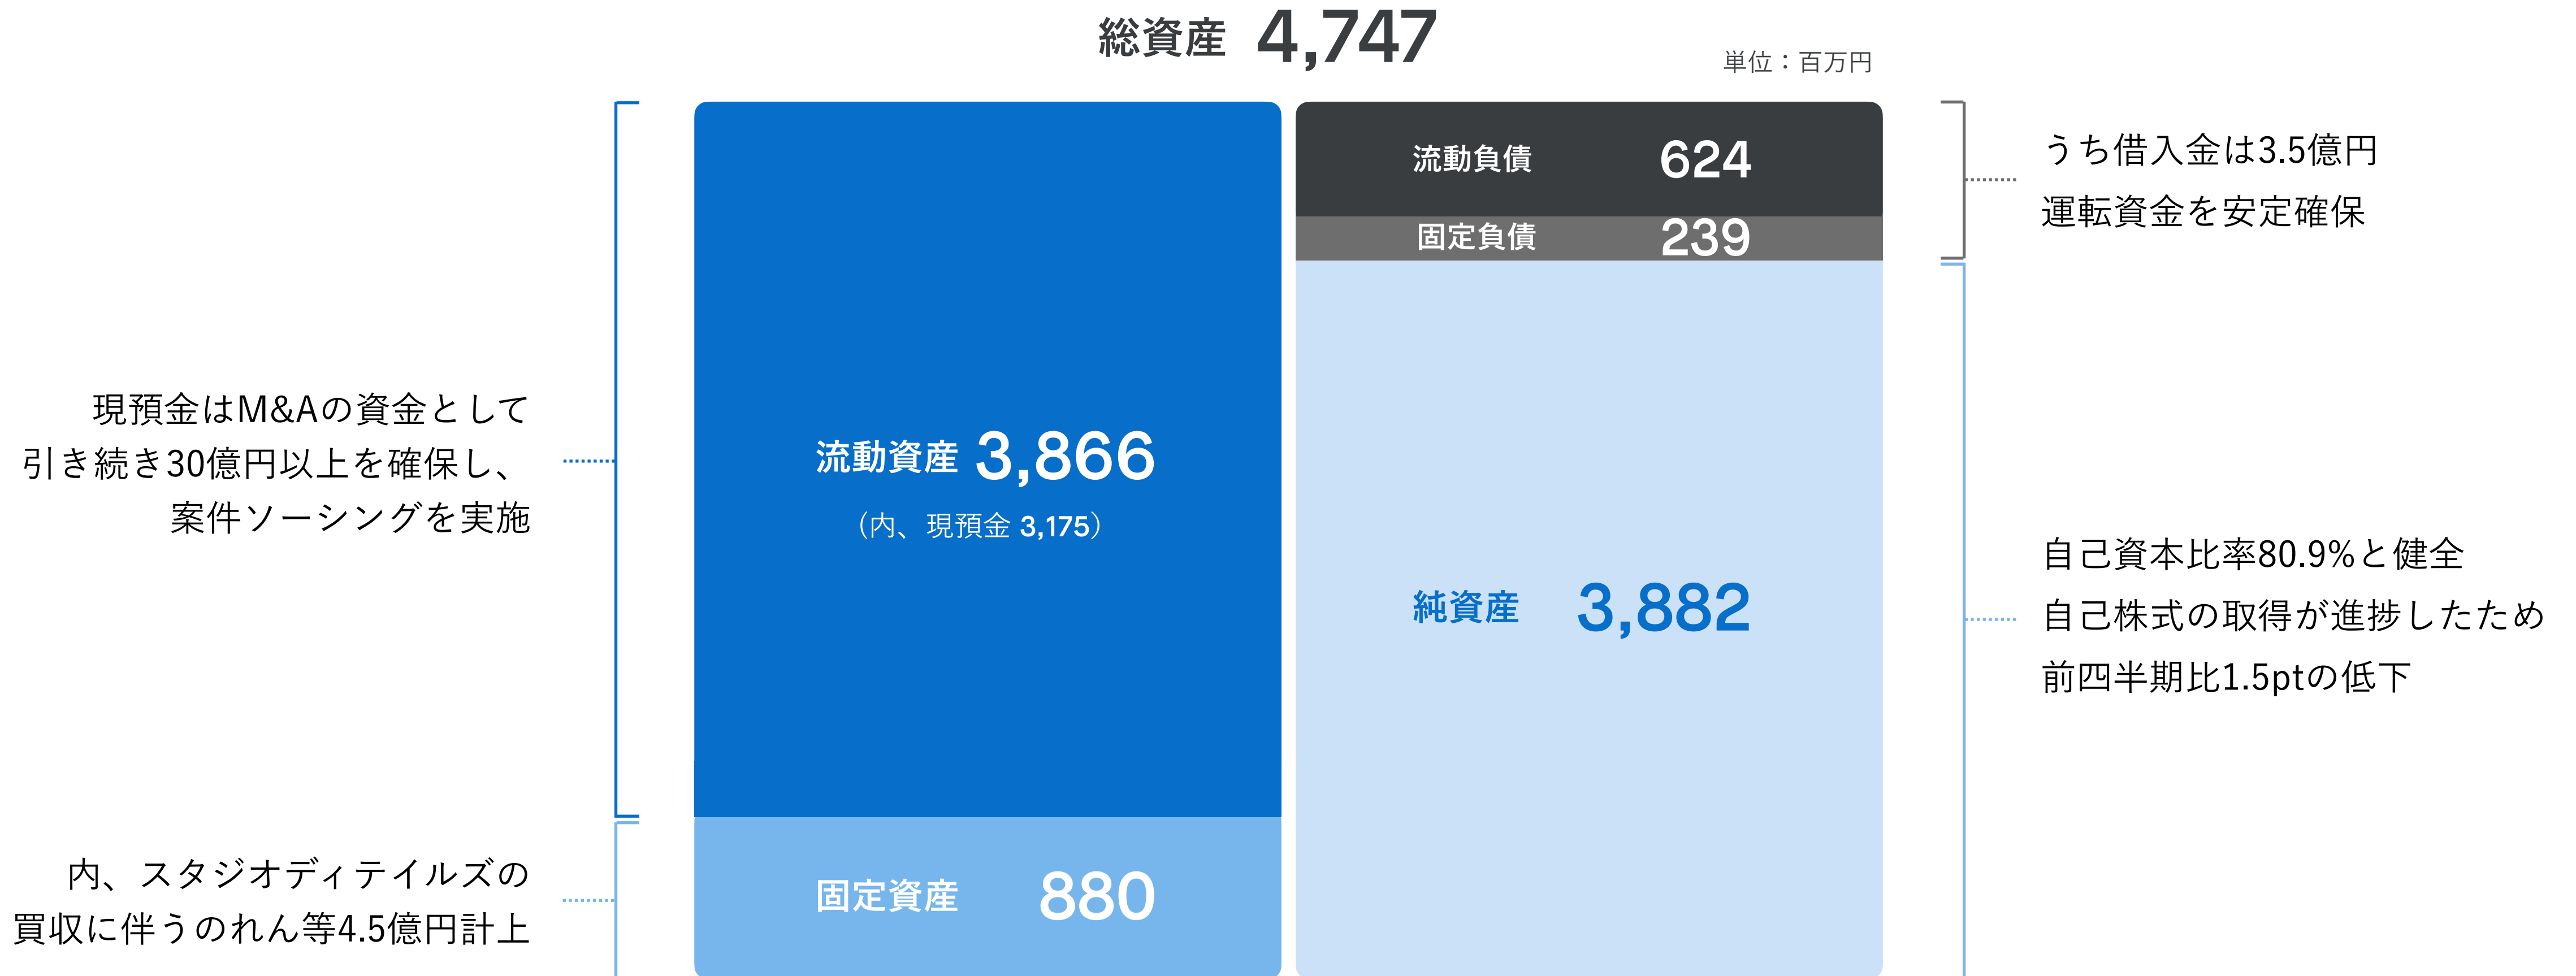 総資産 4,747
単位：百万円
現預金はM&Aの資金として
引き続き30億円以上を確保し、
案件ソーシングを実施
内、スタジオディテイルズの
買収に伴うのれん等4.5億円計上
流動資産 3,866
（内、現預金 3,175）
固定資産 880
流動負債 624
固定負債 239
純資産 3,882
うち借入金は3.5億円
運転資金を安定確保
自己資本比率80.9%と健全
自己株式の取得が進捗したため
前四半期比1.5ptの低下